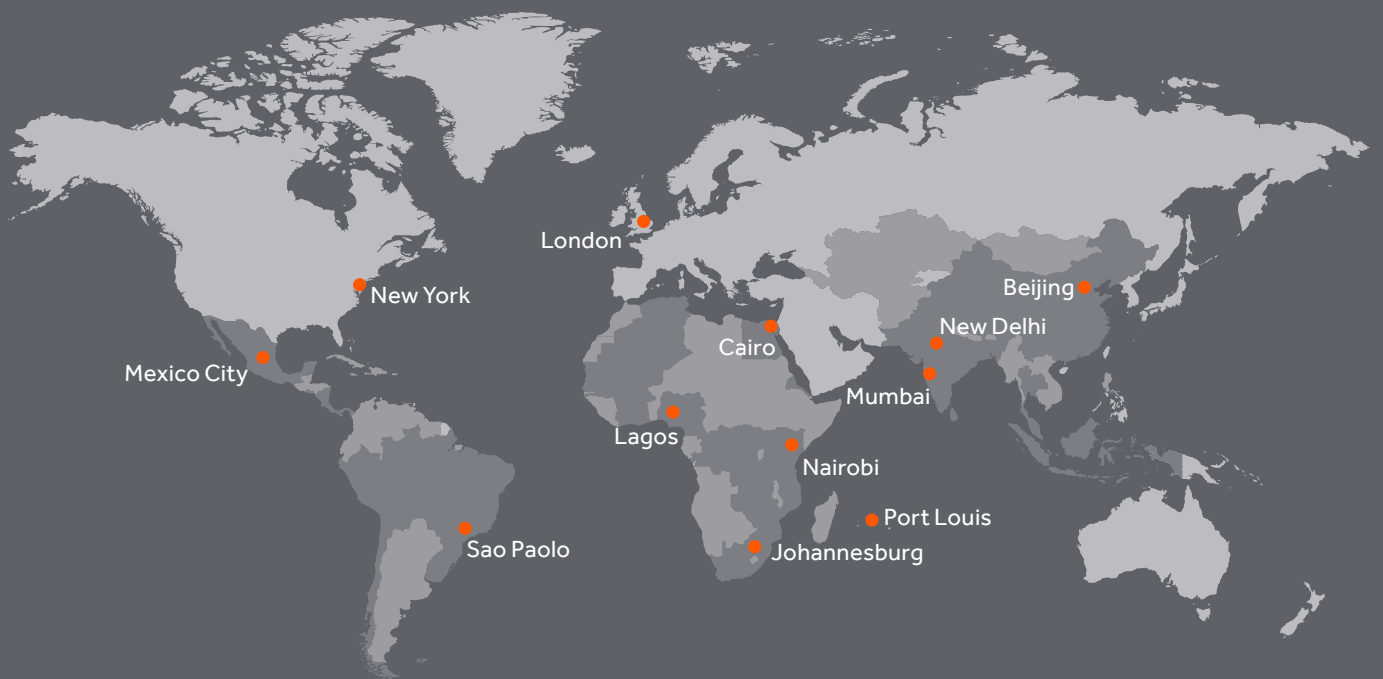 London
New York
Beijing
New Delhi
Cairo
Mexico City
Mumbai
Lagos
Nairobi
Port Louis
Sao Paolo
Johannesburg